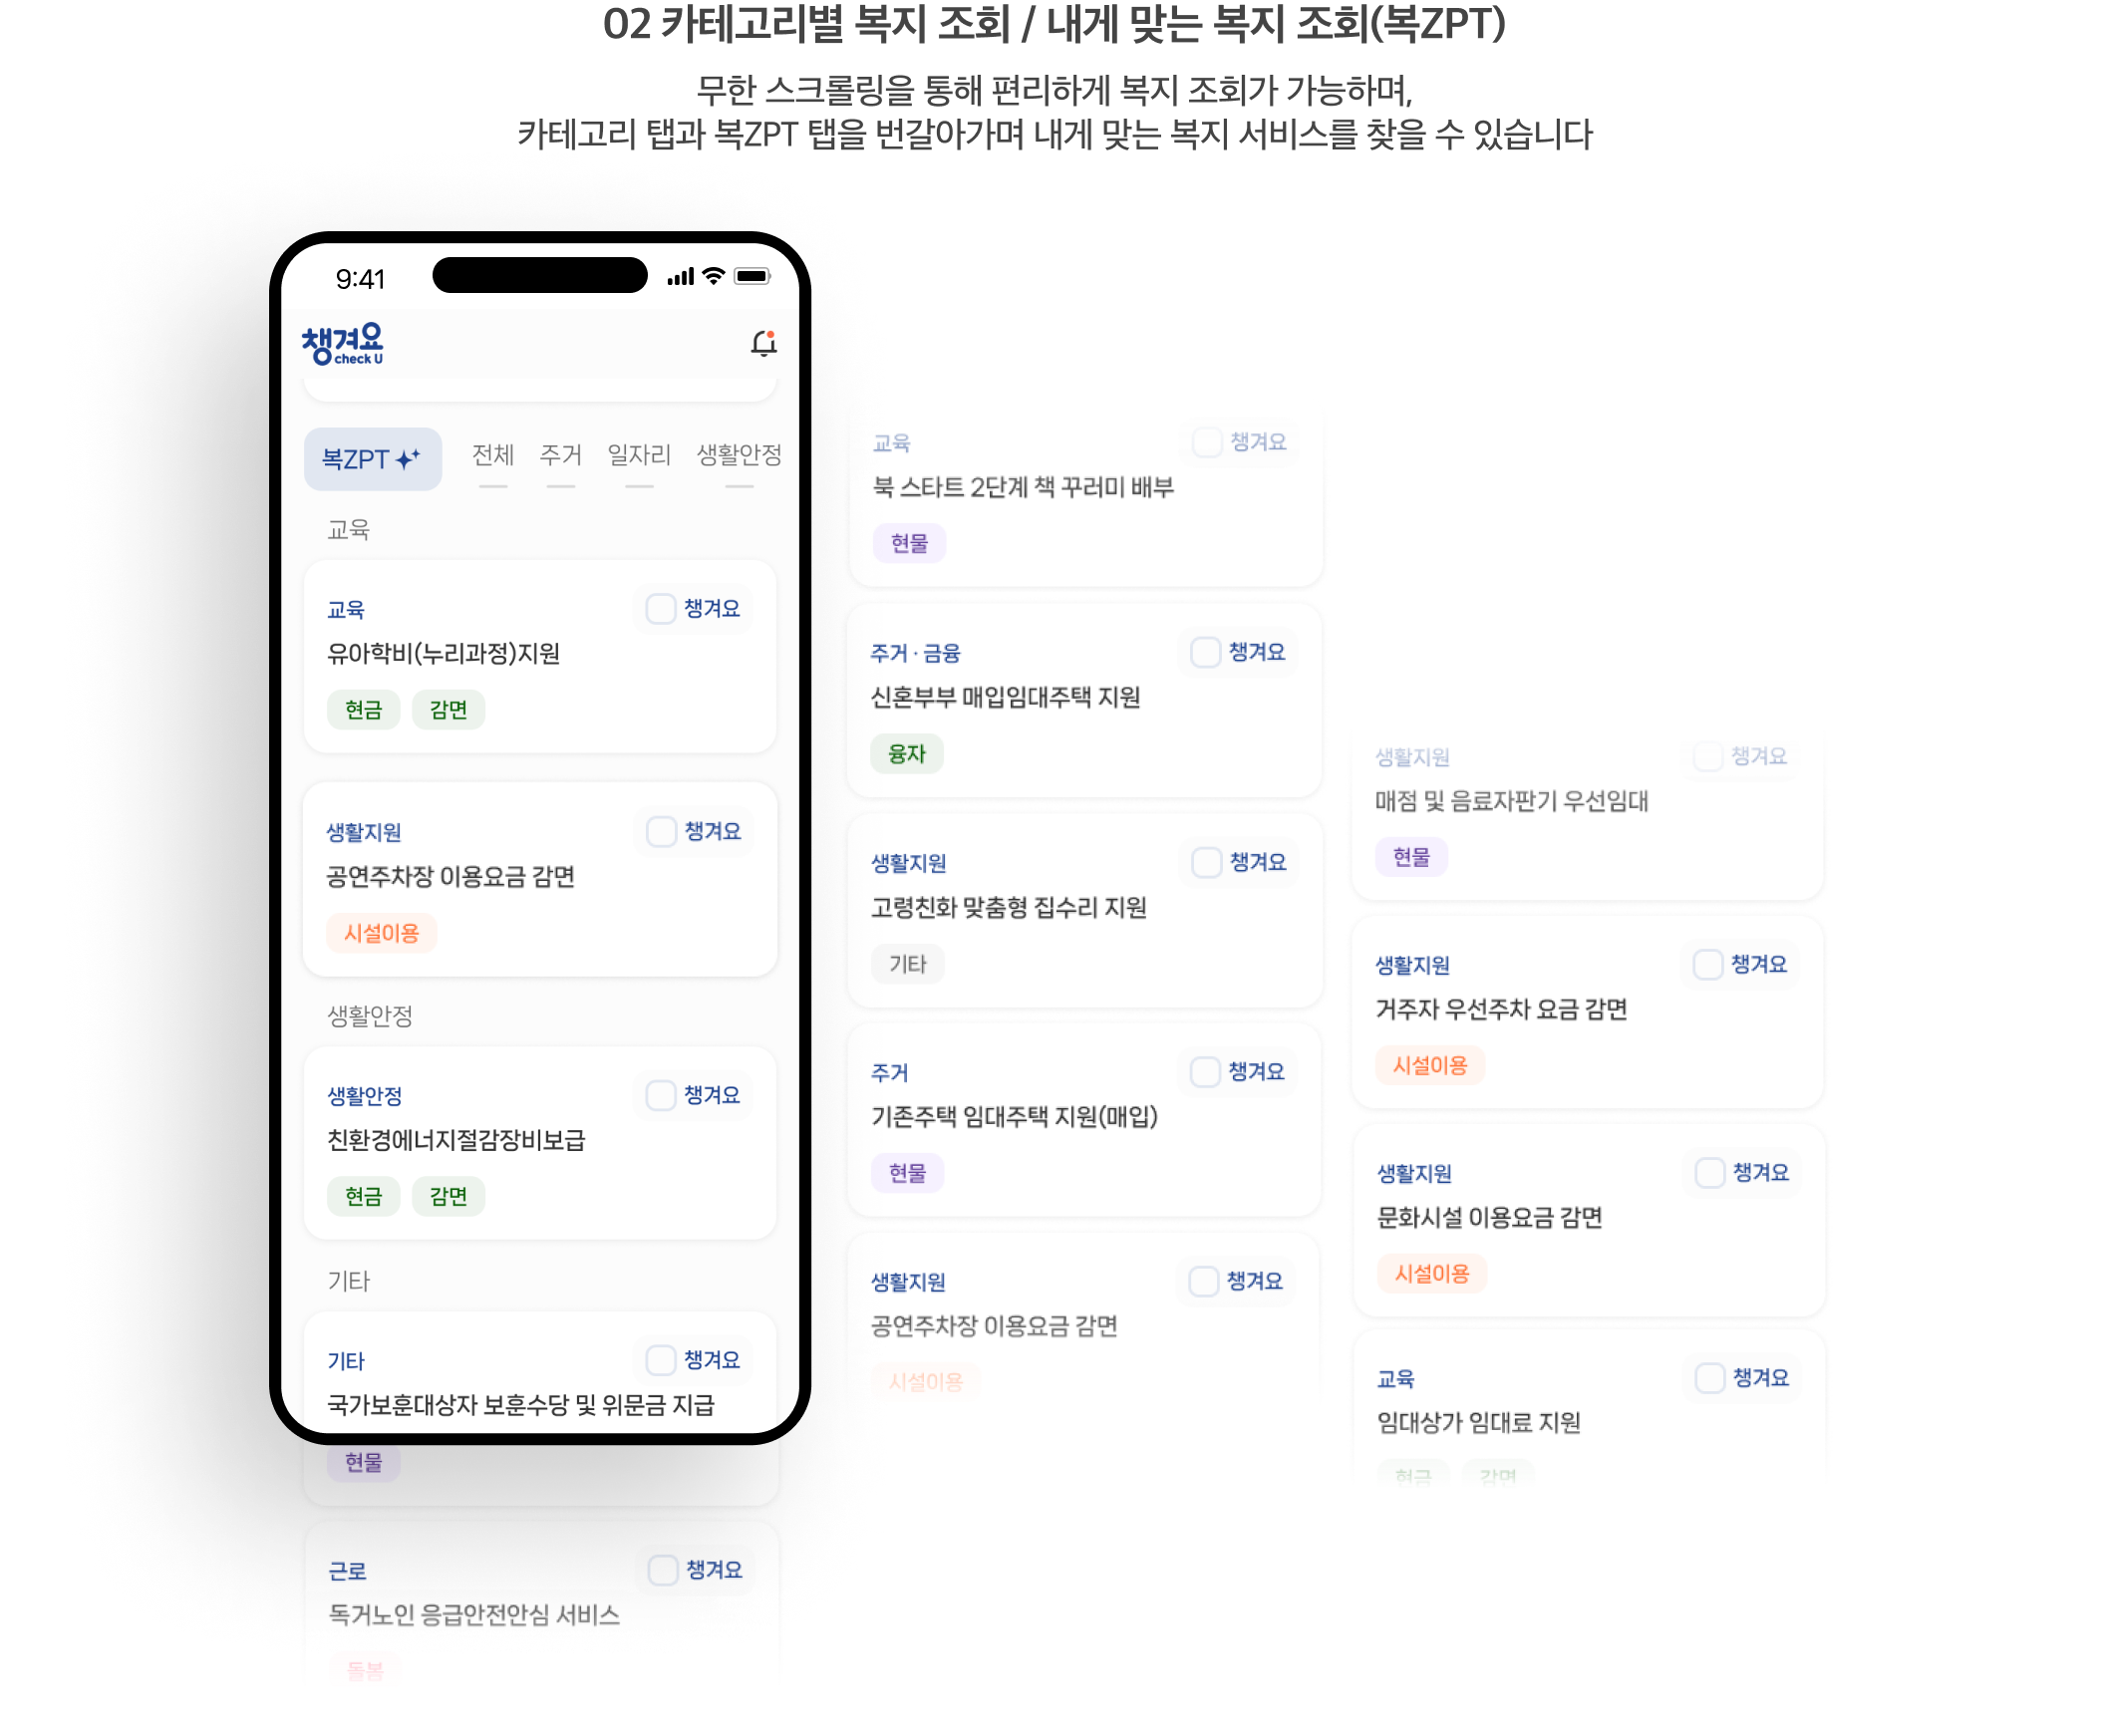 02 카테고리별 복지 조회 / 내게 맞는 복지 조회(복ZPT)
무한 스크롤링을 통해 편리하게 복지 조회가 가능하며,
카테고리 탭과 복ZPT 탭을 번갈아가며 내게 맞는 복지 서비스를 찾을 수 있습니다
9:41
챙겨요
check U
복ZPT 전체 주거 일자리 생활안정
교육
교육 챙겨요
유아학비(누리과정)지원
현금 감면
생활지원 챙겨요
공연주차장 이용요금 감면
시설이용
생활안정
생활안정 챙겨요
친환경에너지절감장비보급
현금 감면
기타
기타 챙겨요
국가보훈대상자 보훈수당 및 위문금 지급
현물
근로 챙겨요
독거노인 응급안전안심 서비스
돌봄
교육 챙겨요
북 스타트 2단계 책 꾸러미 배부
현물
주거 · 금융 챙겨요
신혼부부 매입임대주택 지원
융자
생활지원 챙겨요
고령친화 맞춤형 집수리 지원
기타
주거 챙겨요
기존주택 임대주택 지원(매입)
현물
생활지원 챙겨요
공연주차장 이용요금 감면
시설이용
생활지원 챙겨요
매점 및 음료자판기 우선임대
현물
생활지원 챙겨요
거주자 우선주차 요금 감면
시설이용
생활지원 챙겨요
문화시설 이용요금 감면
시설이용
교육 챙겨요
임대상가 임대료 지원
현금 감면